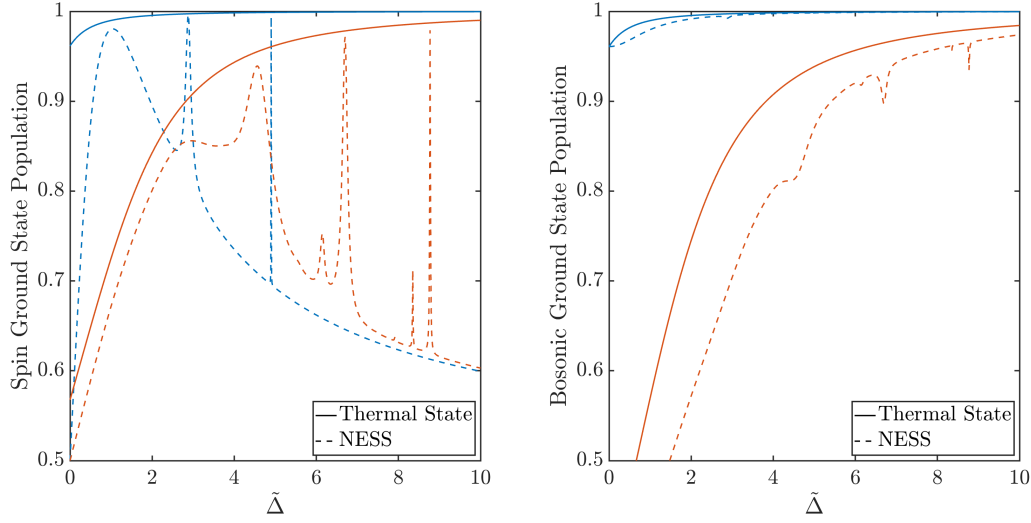 Spin Ground State Population
1
0.9
0.8
0.7
0.6
0.5
0 2 4 6 8 10
Δ̃
Thermal State
NESS
Bosonic Ground State Population
1
0.9
0.8
0.7
0.6
0.5
0 2 4 6 8 10
Δ̃
Thermal State
NESS